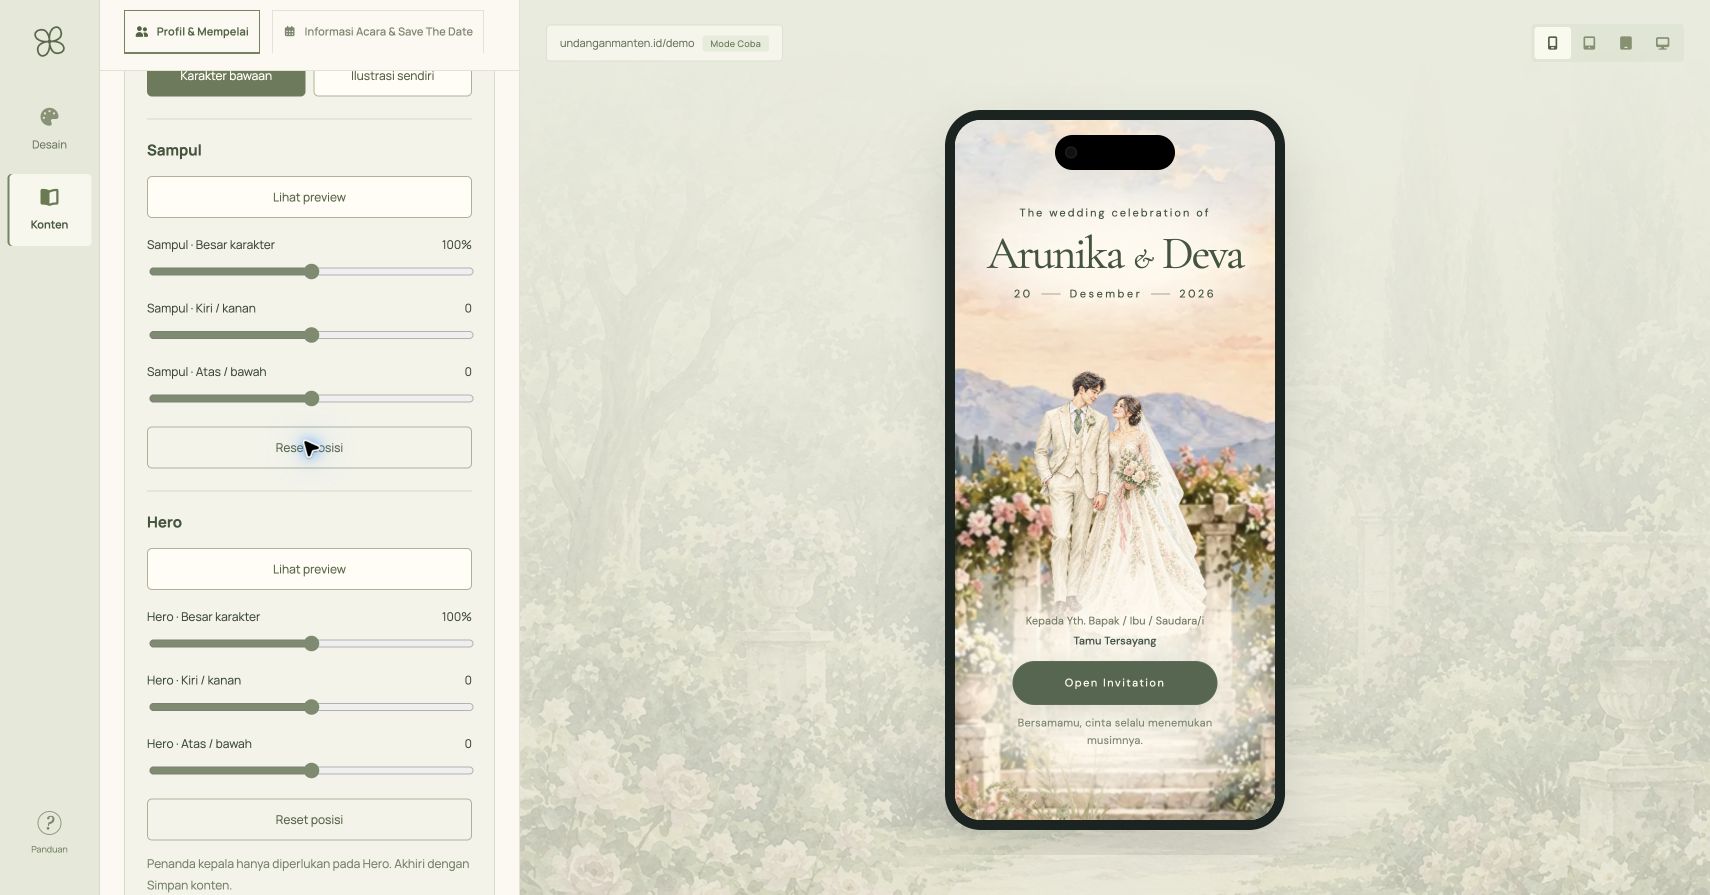 Profil & Mempelai
Informasi Acara & Save The Date
undanganmanten.id/demo
Mode Coba
Desain
Konten
?
Panduan
Karakter bawaan
Ilustrasi sendiri
Sampul
Lihat preview
Sampul · Besar karakter
100%
Sampul · Kiri / kanan
0
Sampul · Atas / bawah
0
Reset posisi
Hero
Lihat preview
Hero · Besar karakter
100%
Hero · Kiri / kanan
0
Hero · Atas / bawah
0
Reset posisi
Penanda kepala hanya diperlukan pada Hero. Akhiri dengan
Simpan konten.
The wedding celebration of
Arunika & Deva
20 — Desember — 2026
Kepada Yth. Bapak / Ibu / Saudara/i
Tamu Tersayang
Open Invitation
Bersamamu, cinta selalu menemukan
musimnya.